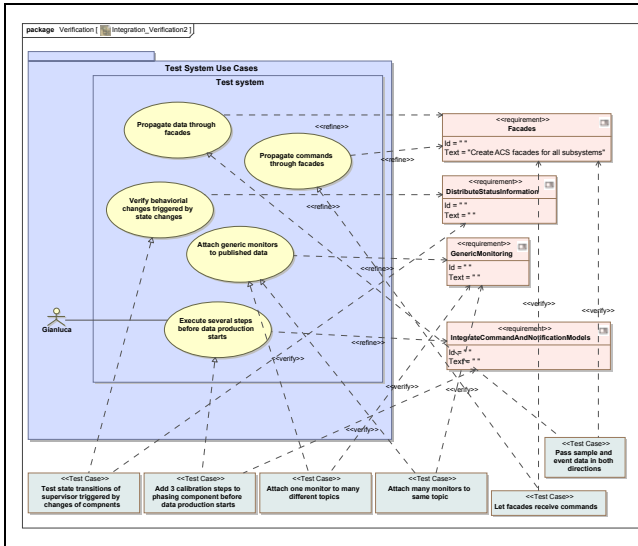 package Verification [ Integration_Verification2 ]
Test System Use Cases
Test system
Propagate data through
facades
Propagate commands
through facades
Verify behaviorial
changes triggered by
state changes
Attach generic monitors
to published data
Execute several steps
before data production
starts
Gianluca
<<refine>>
<<refine>>
<<refine>>
<<refine>>
<<refine>>
<<verify>>
<<verify>>
<<verify>>
<<verify>>
<<verify>>
<<verify>>
<<verify>>
<<requirement>>
Facades
Id = " "
Text = "Create ACS facades for all subsystems"
<<requirement>>
DistributeStatusInformation
Id = " "
Text = " "
<<requirement>>
GenericMonitoring
Id = " "
Text = " "
<<requirement>>
IntegrateCommandAndNotificationModels
Id = " "
Text = " "
<<Test Case>>
Test state transitions of
supervisor triggered by
changes of compnents
<<Test Case>>
Add 3 calibration steps to
phasing component before
data production starts
<<Test Case>>
Attach one monitor to many
different topics
<<Test Case>>
Attach many monitors to
same topic
<<Test Case>>
Let facades receive commands
<<Test Case>>
Pass sample and
event data in both
directions